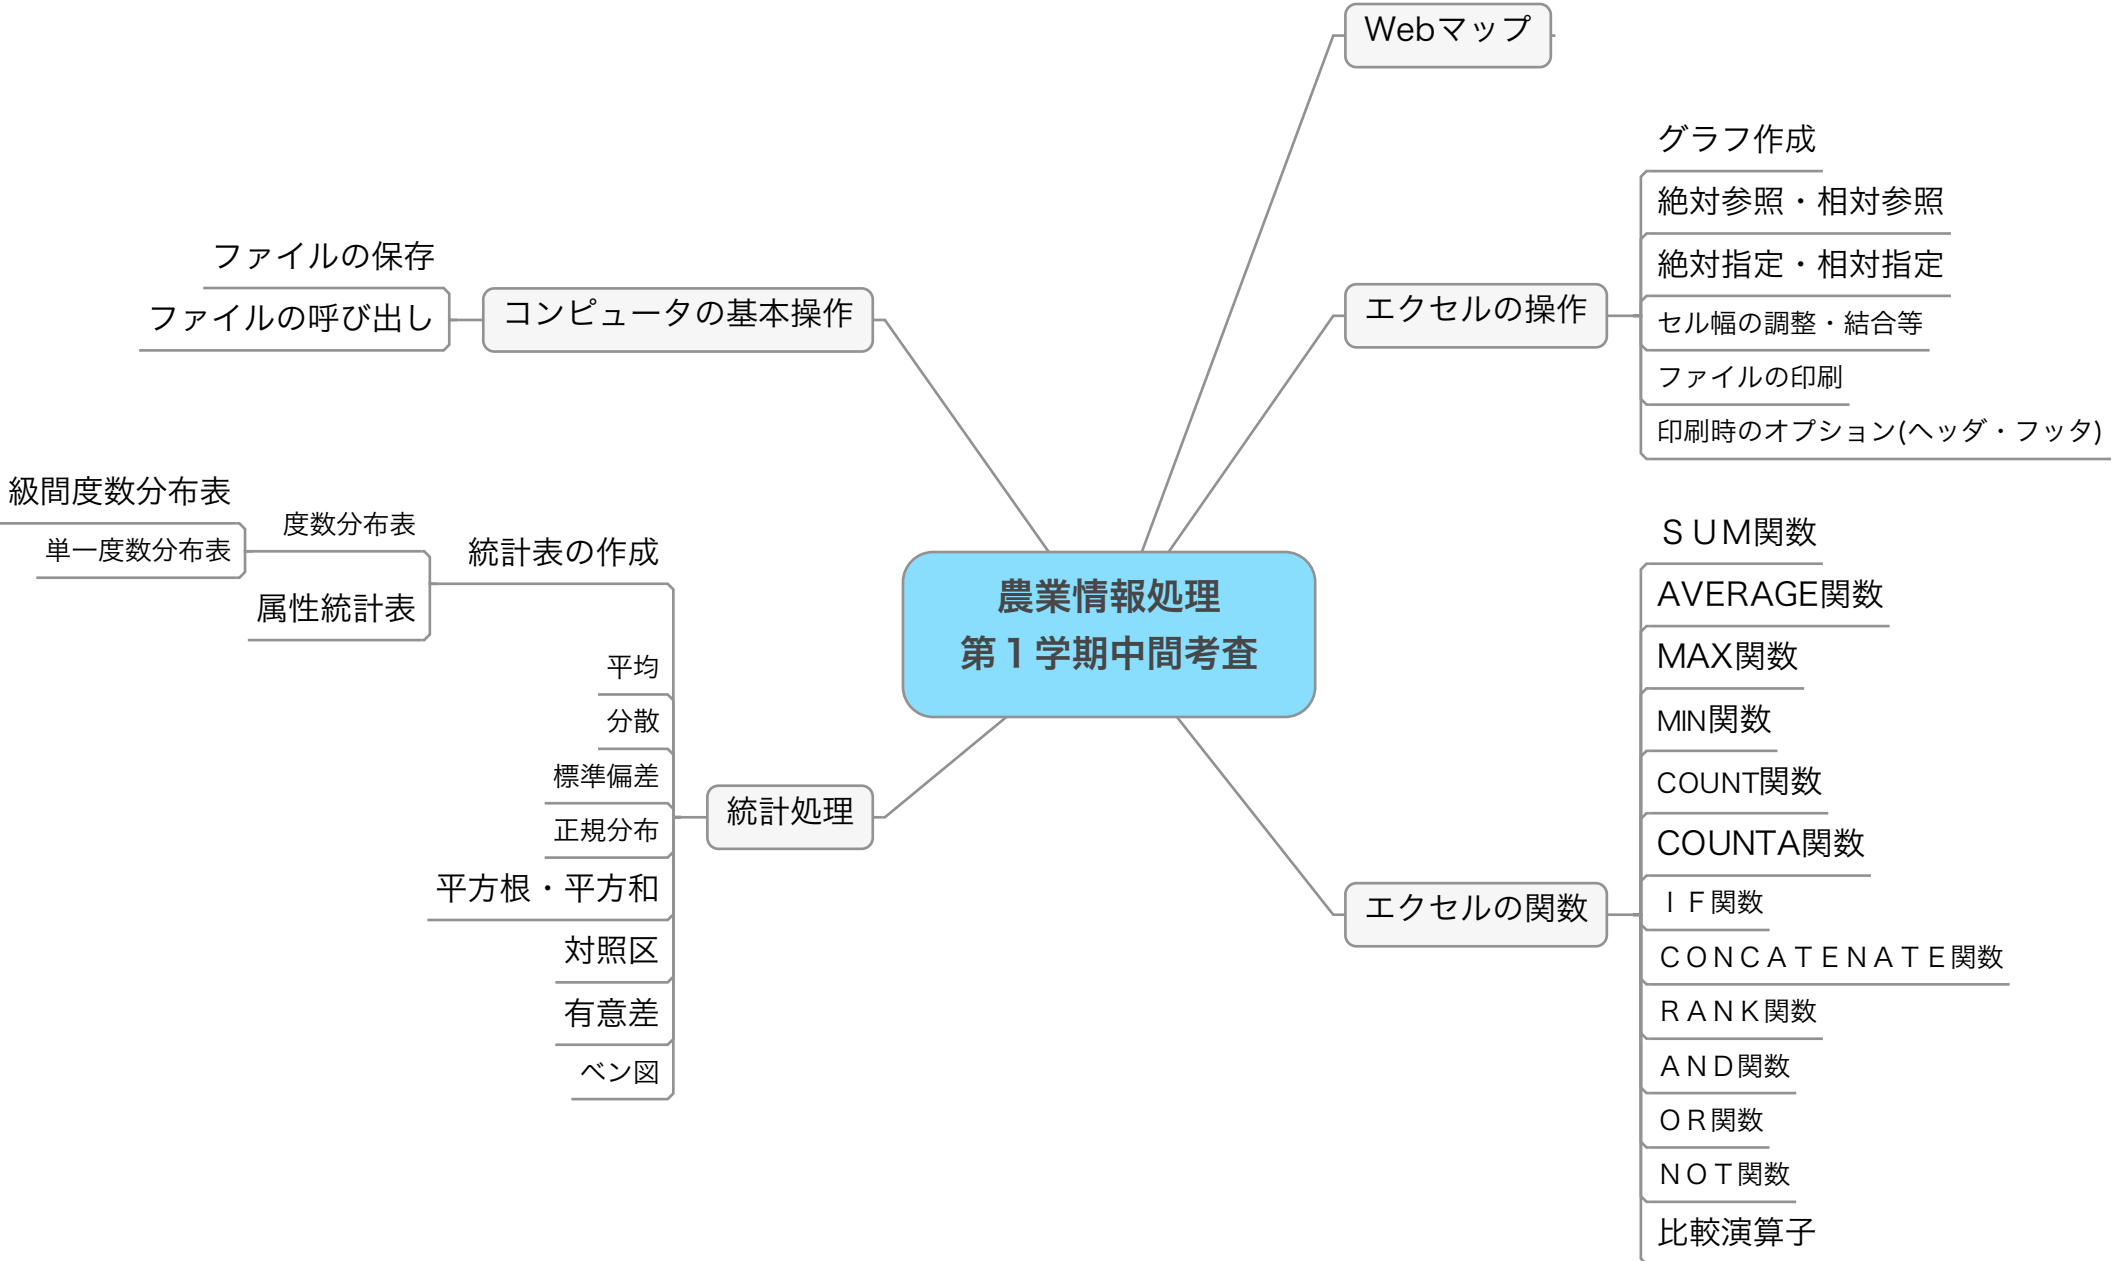 農業情報処理
第１学期中間考査
Webマップ
エクセルの操作
グラフ作成
絶対参照・相対参照
絶対指定・相対指定
セル幅の調整・結合等
ファイルの印刷
印刷時のオプション(ヘッダ・フッタ)
エクセルの関数
ＳＵＭ関数
AVERAGE関数
MAX関数
MIN関数
COUNT関数
COUNTA関数
ＩＦ関数
ＣＯＮＣＡＴＥＮＡＴＥ関数
ＲＡＮＫ関数
ＡＮＤ関数
ＯＲ関数
ＮＯＴ関数
比較演算子
コンピュータの基本操作
ファイルの保存
ファイルの呼び出し
統計処理
統計表の作成
度数分布表
級間度数分布表
単一度数分布表
属性統計表
平均
分散
標準偏差
正規分布
平方根・平方和
対照区
有意差
ベン図